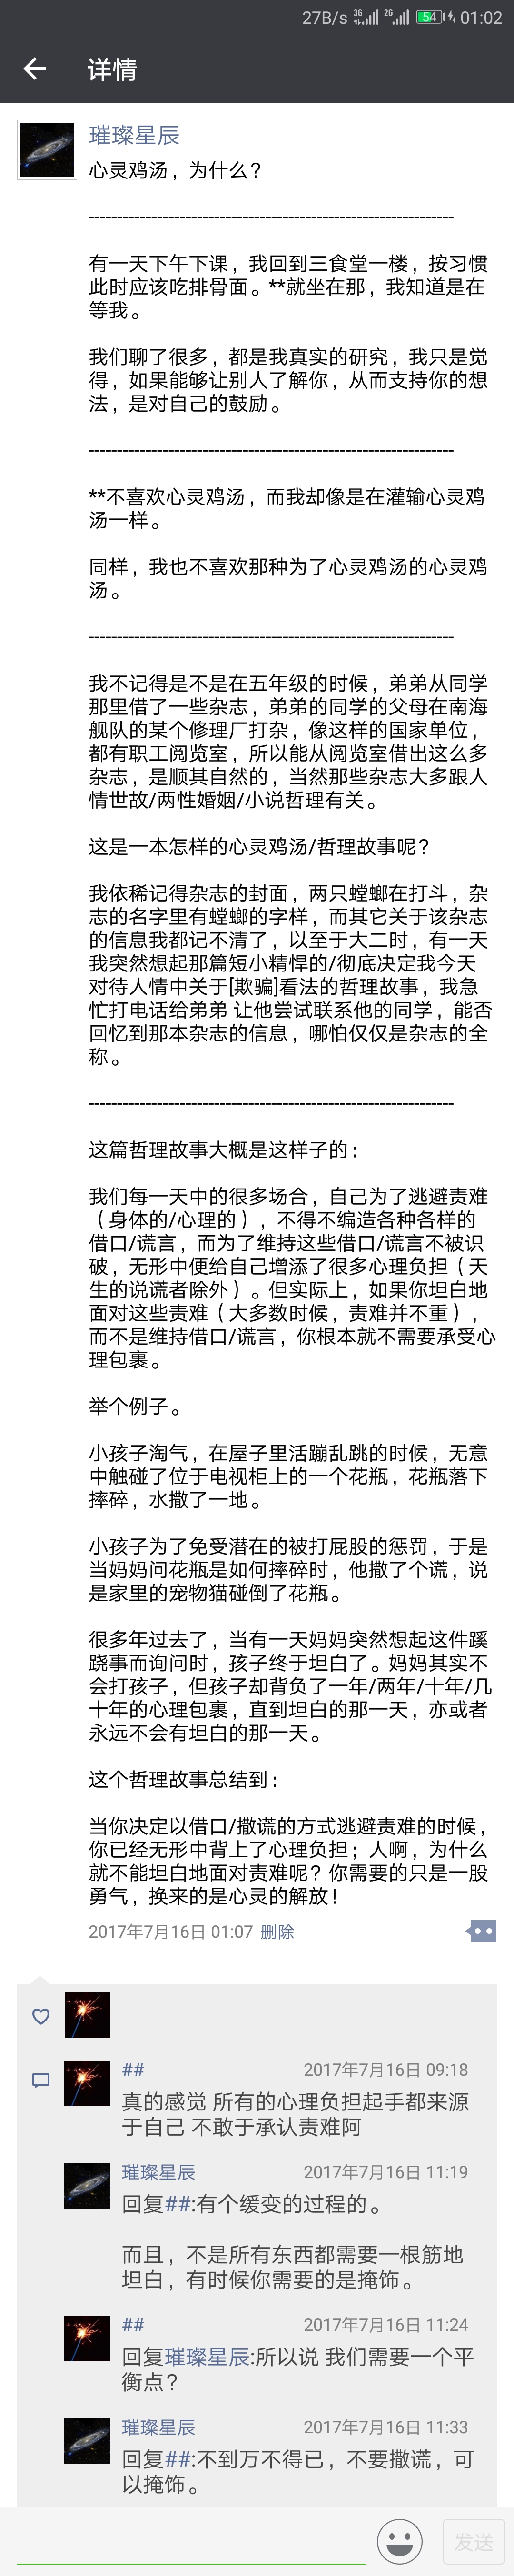 27B/s 3G 2G 54 01:02
详情
璀璨星辰
心灵鸡汤，为什么？
----------------------------------------------------------------
有一天下午下课，我回到三食堂一楼，按习惯
此时应该吃排骨面。**就坐在那，我知道是在
等我。
我们聊了很多，都是我真实的研究，我只是觉
得，如果能够让别人了解你，从而支持你的想
法，是对自己的鼓励。
----------------------------------------------------------------
**不喜欢心灵鸡汤，而我却像是在灌输心灵鸡
汤一样。
同样，我也不喜欢那种为了心灵鸡汤的心灵鸡
汤。
----------------------------------------------------------------
我不记得是不是在五年级的时候，弟弟从同学
那里借了一些杂志，弟弟的同学的父母在南海
舰队的某个修理厂打杂，像这样的国家单位，
都有职工阅览室，所以能从阅览室借出这么多
杂志，是顺其自然的，当然那些杂志大多跟人
情世故/两性婚姻/小说哲理有关。
这是一本怎样的心灵鸡汤/哲理故事呢？
我依稀记得杂志的封面，两只螳螂在打斗，杂
志的名字里有螳螂的字样，而其它关于该杂志
的信息我都记不清了，以至于大二时，有一天
我突然想起那篇短小精悍的/彻底决定我今天
对待人情中关于[欺骗]看法的哲理故事，我急
忙打电话给弟弟 让他尝试联系他的同学，能否
回忆到那本杂志的信息，哪怕仅仅是杂志的全
称。
----------------------------------------------------------------
这篇哲理故事大概是这样子的：
我们每一天中的很多场合，自己为了逃避责难
（身体的/心理的），不得不编造各种各样的
借口/谎言，而为了维持这些借口/谎言不被识
破，无形中便给自己增添了很多心理负担（天
生的说谎者除外）。但实际上，如果你坦白地
面对这些责难（大多数时候，责难并不重），
而不是维持借口/谎言，你根本就不需要承受心
理包裹。
举个例子。
小孩子淘气，在屋子里活蹦乱跳的时候，无意
中触碰了位于电视柜上的一个花瓶，花瓶落下
摔碎，水撒了一地。
小孩子为了免受潜在的被打屁股的惩罚，于是
当妈妈问花瓶是如何摔碎时，他撒了个谎，说
是家里的宠物猫碰倒了花瓶。
很多年过去了，当有一天妈妈突然想起这件蹊
跷事而询问时，孩子终于坦白了。妈妈其实不
会打孩子，但孩子却背负了一年/两年/十年/几
十年的心理包裹，直到坦白的那一天，亦或者
永远不会有坦白的那一天。
这个哲理故事总结到：
当你决定以借口/撒谎的方式逃避责难的时候，
你已经无形中背上了心理负担；人啊，为什么
就不能坦白地面对责难呢？你需要的只是一股
勇气，换来的是心灵的解放！
2017年7月16日 01:07 删除
## 2017年7月16日 09:18
真的感觉 所有的心理负担起手都来源
于自己 不敢于承认责难阿
璀璨星辰 2017年7月16日 11:19
回复##:有个缓变的过程的。
而且，不是所有东西都需要一根筋地
坦白，有时候你需要的是掩饰。
## 2017年7月16日 11:24
回复璀璨星辰:所以说 我们需要一个平
衡点？
璀璨星辰 2017年7月16日 11:33
回复##:不到万不得已，不要撒谎，可
以掩饰。
发送